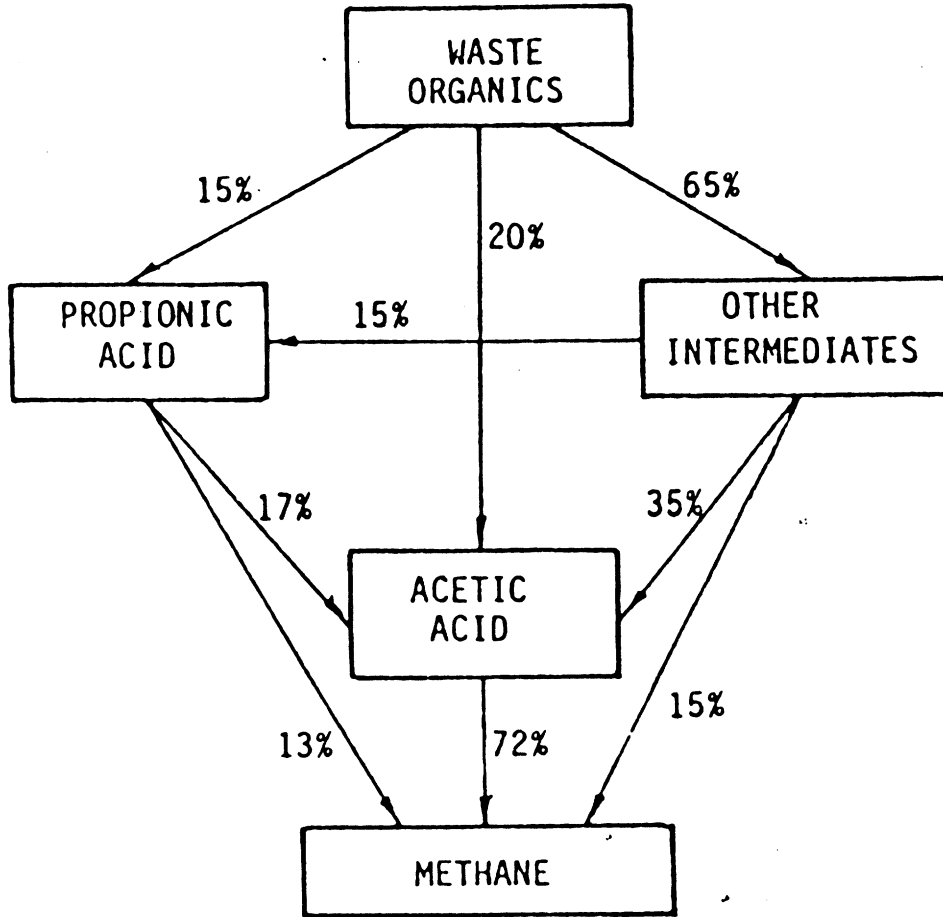 WASTE
ORGANICS
15%
65%
20%
PROPIONIC
ACID
15%
OTHER
INTERMEDIATES
17%
35%
ACETIC
ACID
13%
72%
15%
METHANE